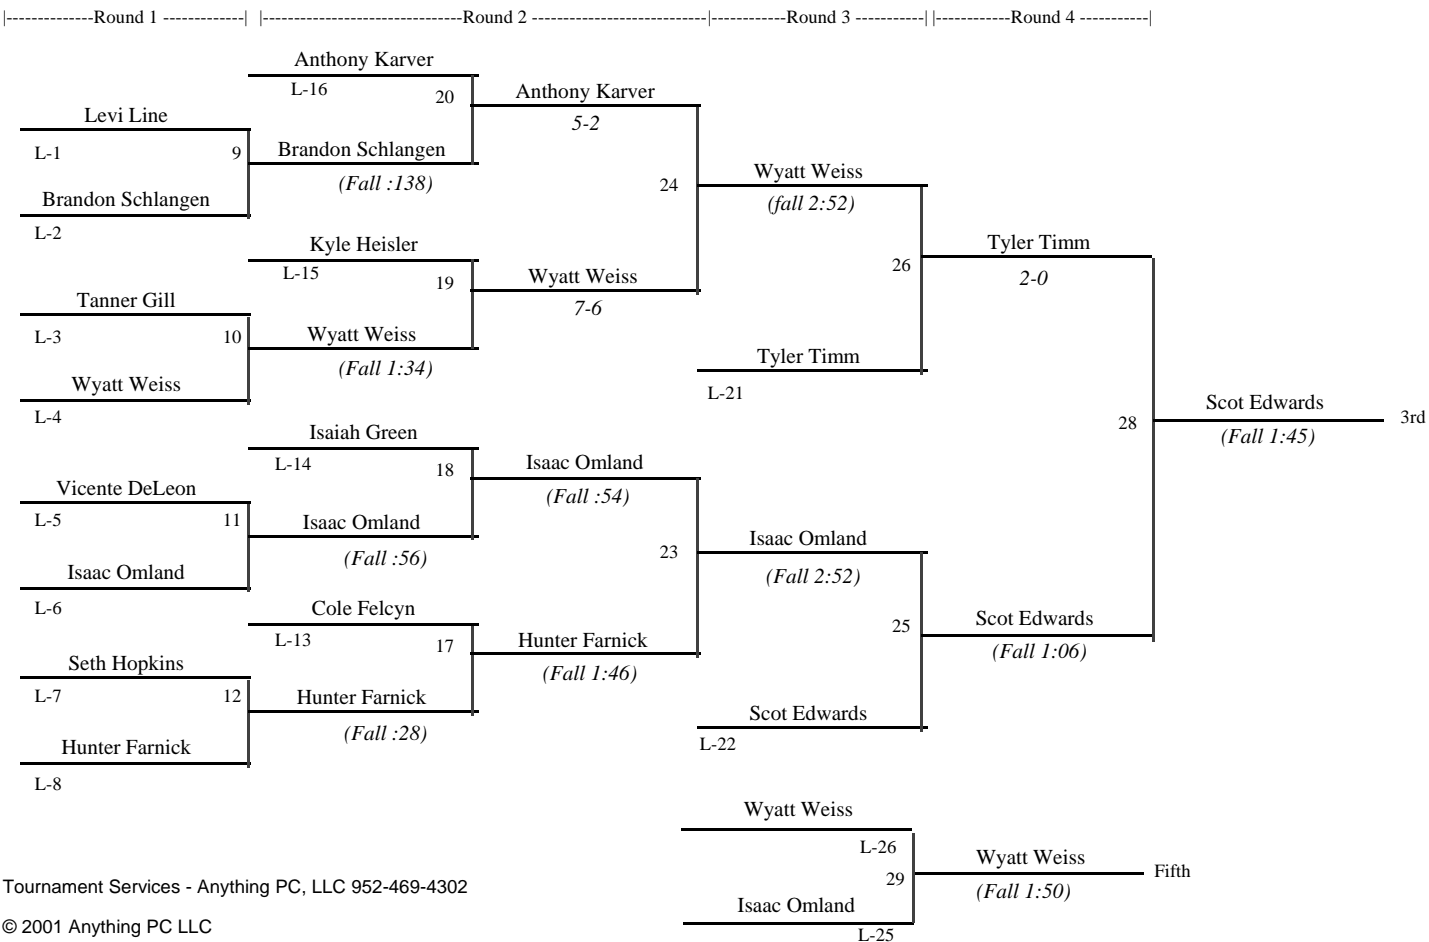 |--------------Round 1 -------------|  |--------------------------------Round 2 ----------------------------|------------Round 3 -----------| |------------Round 4 -----------|
Anthony Karver
L-16
20
Anthony Karver
5-2
Levi Line
L-1
9
Brandon Schlangen
(Fall :138)
Brandon Schlangen
L-2
24
Wyatt Weiss
(fall 2:52)
Kyle Heisler
L-15
19
Wyatt Weiss
7-6
26
Tyler Timm
2-0
Tanner Gill
L-3
10
Wyatt Weiss
(Fall 1:34)
Wyatt Weiss
L-4
Tyler Timm
L-21
28
Scot Edwards
(Fall 1:45)
3rd
Isaiah Green
L-14
18
Isaac Omland
(Fall :54)
Vicente DeLeon
L-5
11
Isaac Omland
(Fall :56)
Isaac Omland
L-6
23
Isaac Omland
(Fall 2:52)
Cole Felcyn
L-13
17
Hunter Farnick
(Fall 1:46)
25
Scot Edwards
(Fall 1:06)
Seth Hopkins
L-7
12
Hunter Farnick
(Fall :28)
Hunter Farnick
L-8
Scot Edwards
L-22
Wyatt Weiss
L-26
29
Wyatt Weiss
(Fall 1:50)
Fifth
Isaac Omland
L-25
Tournament Services - Anything PC, LLC 952-469-4302
© 2001 Anything PC LLC